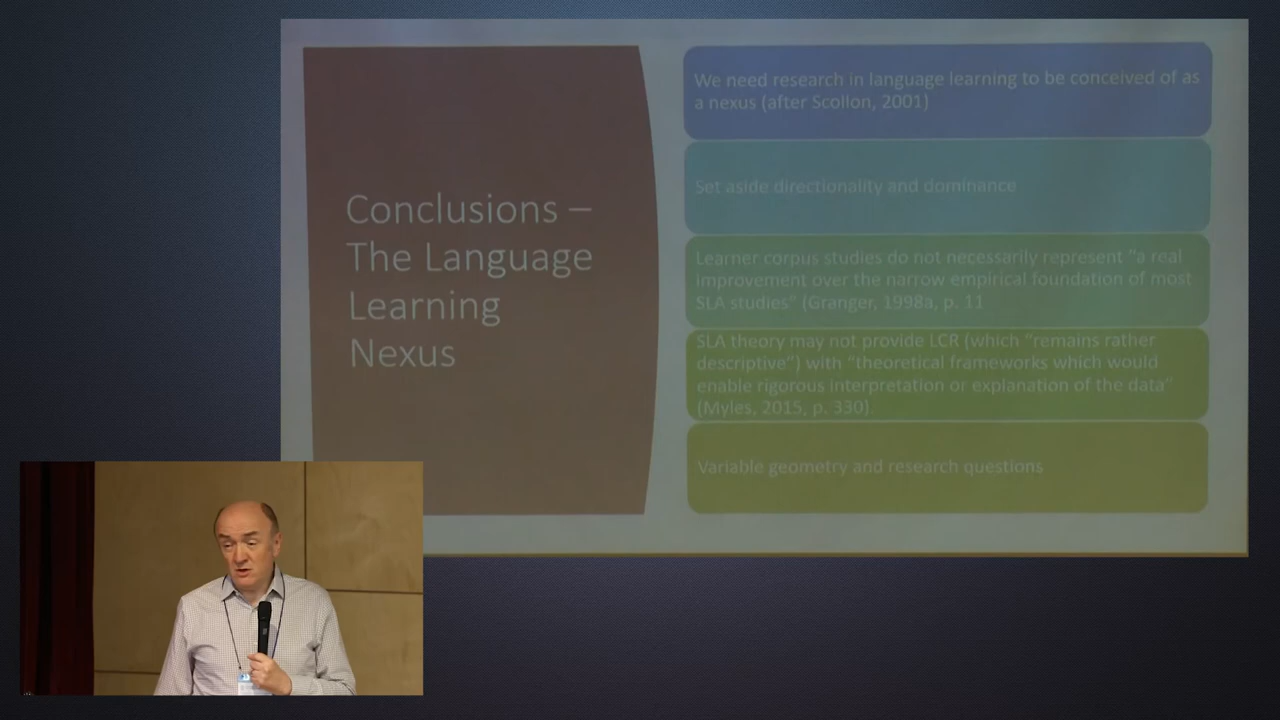 Conclusions –
The Language
Learning
Nexus
We need research in language learning to be conceived of as
a nexus (after Scollon, 2001)
Set aside directionality and dominance
Learner corpus studies do not necessarily represent “a real
improvement over the narrow empirical foundation of most
SLA studies” (Granger, 1998a, p. 11
SLA theory may not provide LCR (which “remains rather
descriptive”) with “theoretical frameworks which would
enable rigorous interpretation or explanation of the data”
(Myles, 2015, p. 330).
Variable geometry and research questions